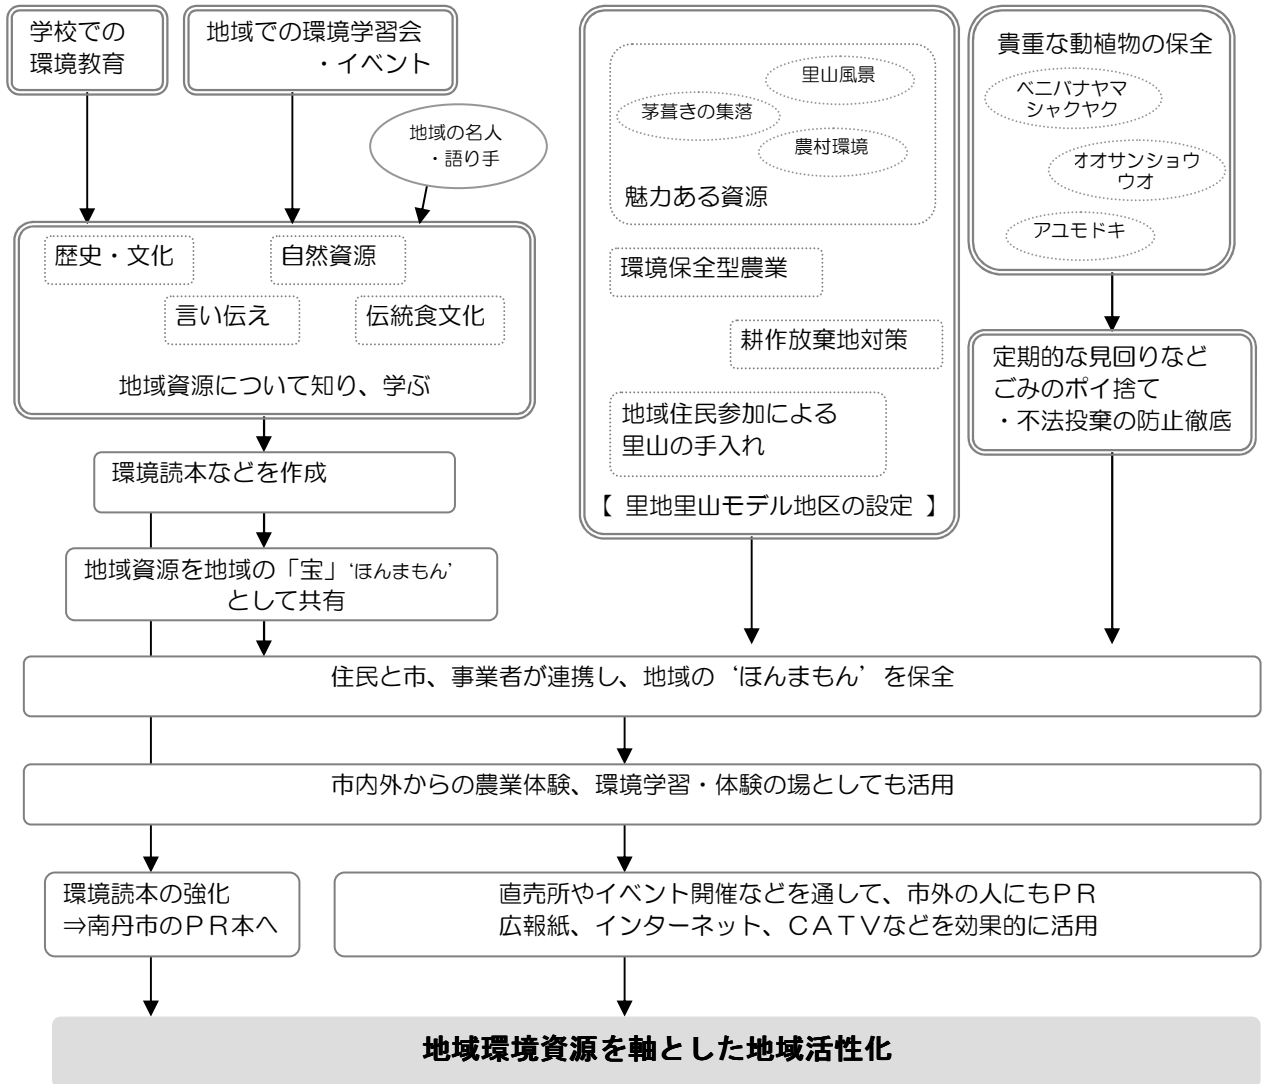 学校での
環境教育
地域での環境学習会
・イベント
地域の名人
・語り手
歴史・文化
自然資源
言い伝え
伝統食文化
地域資源について知り、学ぶ
環境読本などを作成
地域資源を地域の「宝」‘ほんまもん’
として共有
里山風景
茅葺きの集落
農村環境
魅力ある資源
環境保全型農業
耕作放棄地対策
地域住民参加による
里山の手入れ
【 里地里山モデル地区の設定 】
貴重な動植物の保全
ベニバナヤマ
シャクヤク
オオサンショウ
ウオ
アユモドキ
定期的な見回りなど
ごみのポイ捨て
・不法投棄の防止徹底
住民と市、事業者が連携し、地域の‘ほんまもん’を保全
市内外からの農業体験、環境学習・体験の場としても活用
環境読本の強化
⇒南丹市のPR本へ
直売所やイベント開催などを通して、市外の人にもPR
広報紙、インターネット、CATVなどを効果的に活用
地域環境資源を軸とした地域活性化